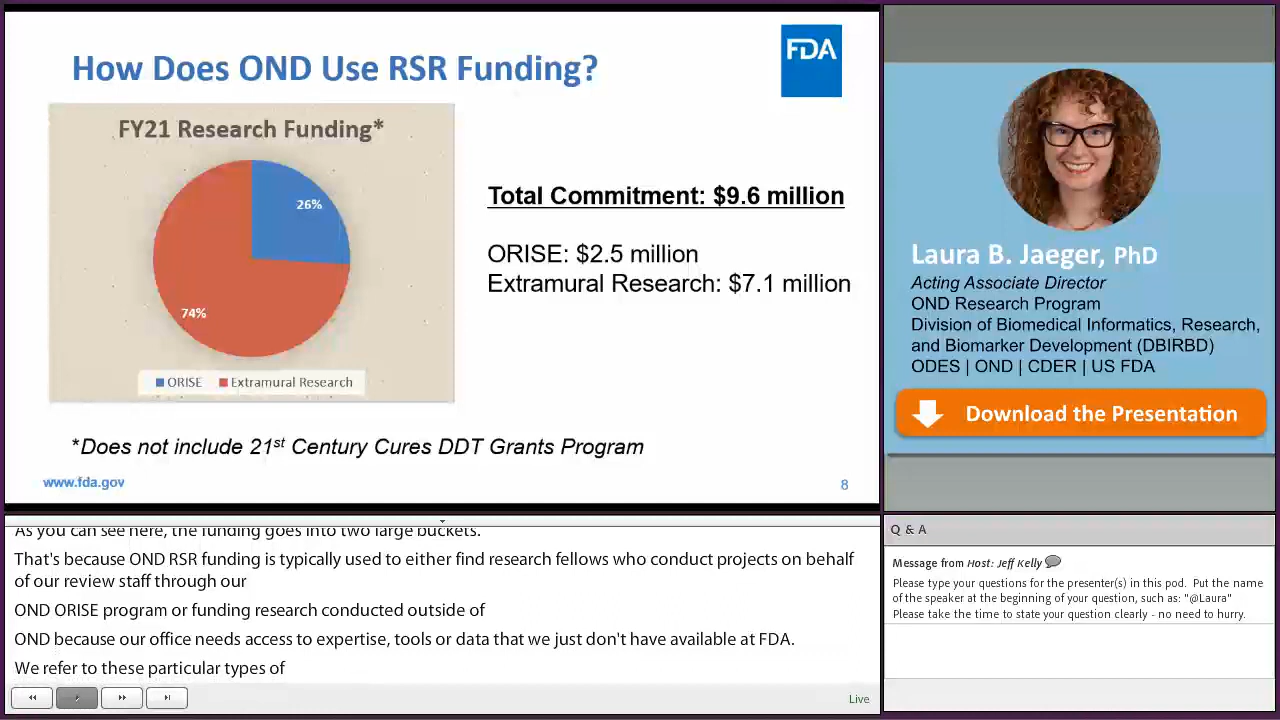 How Does OND Use RSR Funding?
FDA
FY21 Research Funding*
26%
74%
ORISE Extramural Research
Total Commitment: $9.6 million
ORISE: $2.5 million
Extramural Research: $7.1 million
*Does not include 21st Century Cures DDT Grants Program
www.fda.gov
8
Laura B. Jaeger, PhD
Acting Associate Director
OND Research Program
Division of Biomedical Informatics, Research,
and Biomarker Development (DBIRBD)
ODES | OND | CDER | US FDA
Download the Presentation
As you can see here, the funding goes into two large buckets.
That's because OND RSR funding is typically used to either find research fellows who conduct projects on behalf
of our review staff through our
OND ORISE program or funding research conducted outside of
OND because our office needs access to expertise, tools or data that we just don't have available at FDA.
We refer to these particular types of
Live
Q & A
Message from Host: Jeff Kelly
Please type your questions for the presenter(s) in this pod. Put the name
of the speaker at the beginning of your question, such as: "@Laura"
Please take the time to state your question clearly - no need to hurry.